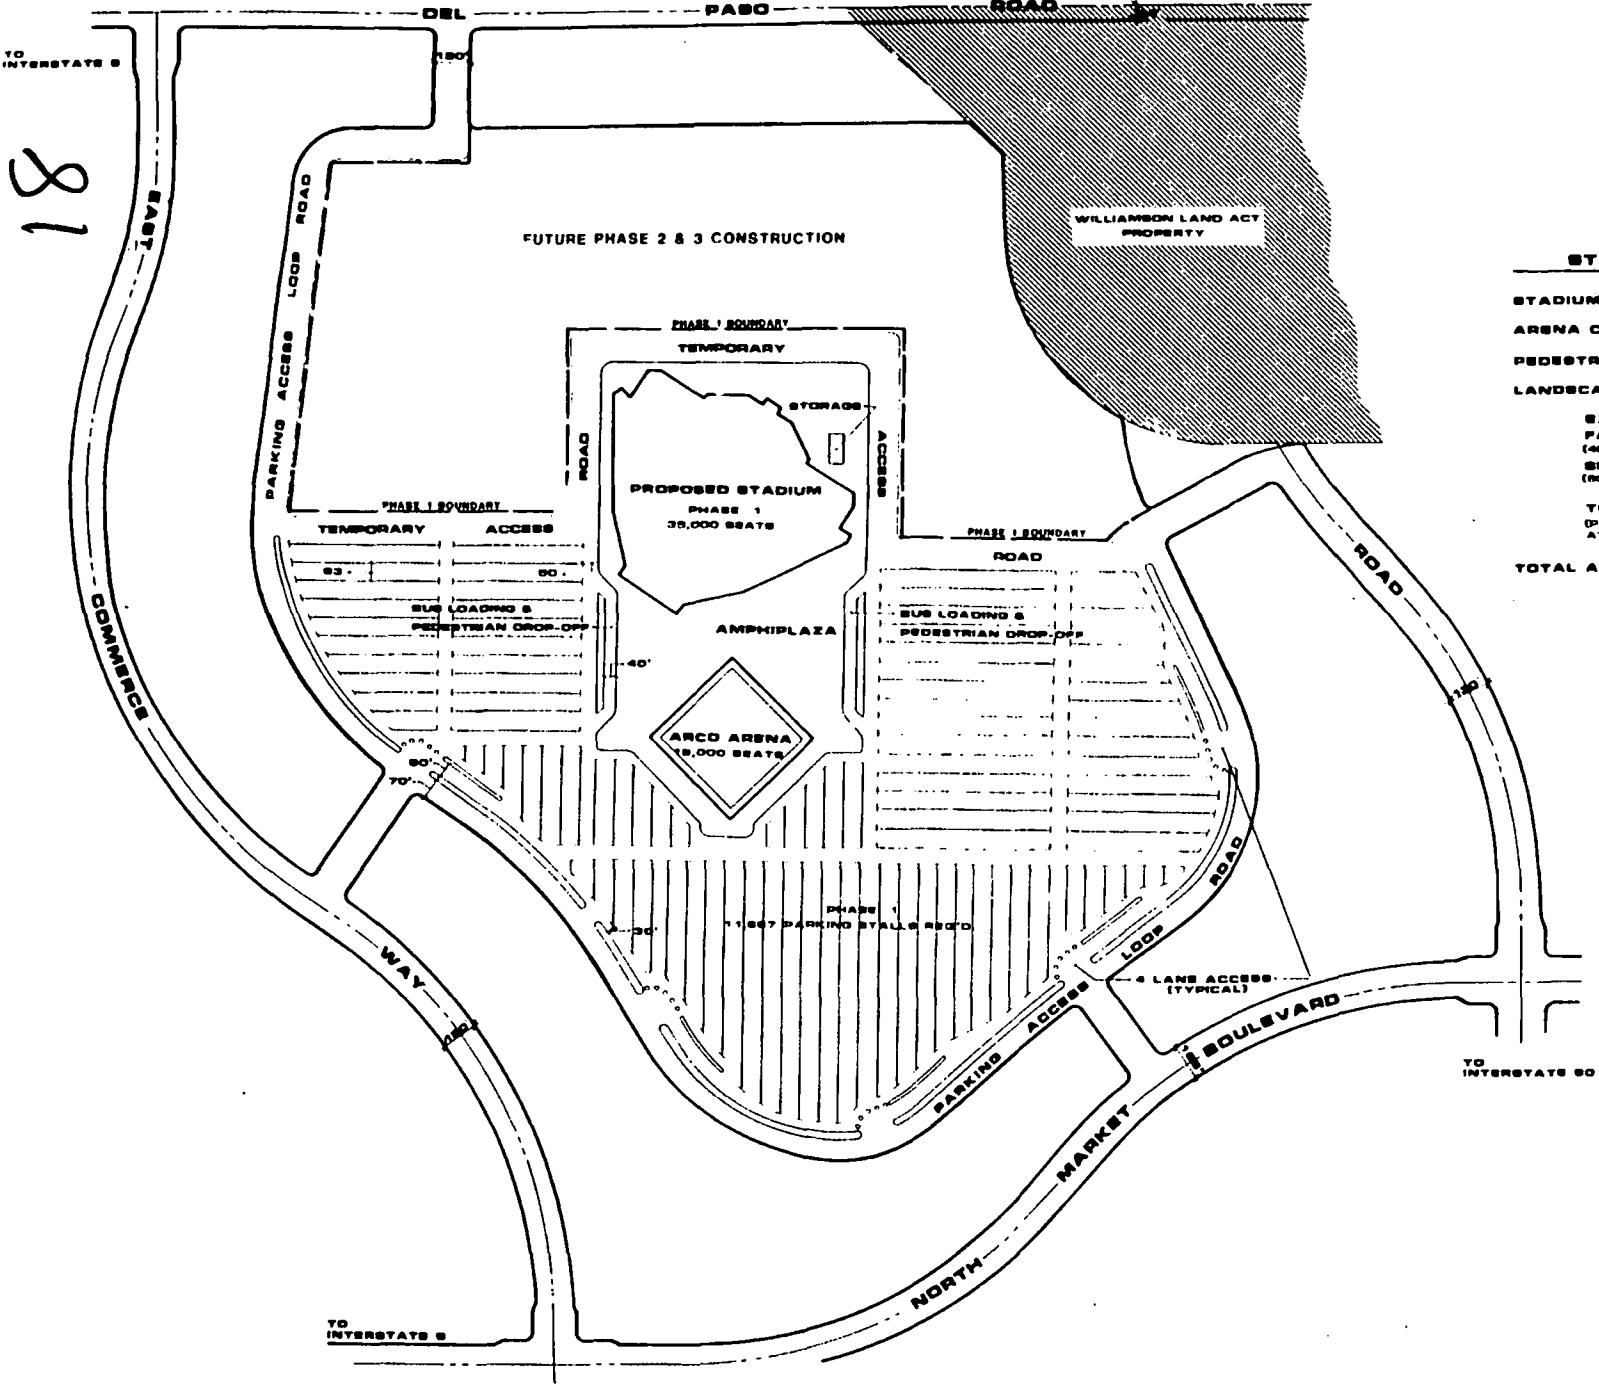 DEL PASO ROAD
TO
INTERSTATE 5
180'
18
EAST
PARKING ACCESS LOOP ROAD
FUTURE PHASE 2 & 3 CONSTRUCTION
WILLIAMSON LAND ACT
PROPERTY
STADIUM
ARENA
TOTAL
PHASE 1 BOUNDARY
TEMPORARY
STORAGE
ROAD
ACCESS
PROPOSED STADIUM
PHASE 1
35,000 SEATS
PHASE 1 BOUNDARY
TEMPORARY ACCESS
PHASE 1 BOUNDARY
ROAD
63'
60'
BUS LOADING &
PEDESTRIAN DROP-OFF
BUS LOADING &
PEDESTRIAN DROP-OFF
AMPHIPLAZA
40'
ROAD
COMMERCE
ARCO ARENA
SEATS
70'
PHASE 1
PARKING STALLS REQ'D
30'
WAY
PARKING ACCESS LOOP ROAD
4 LANE ACCESS
(TYPICAL)
NORTH MARKET BOULEVARD
TO
INTERSTATE 80
TO
INTERSTATE 5